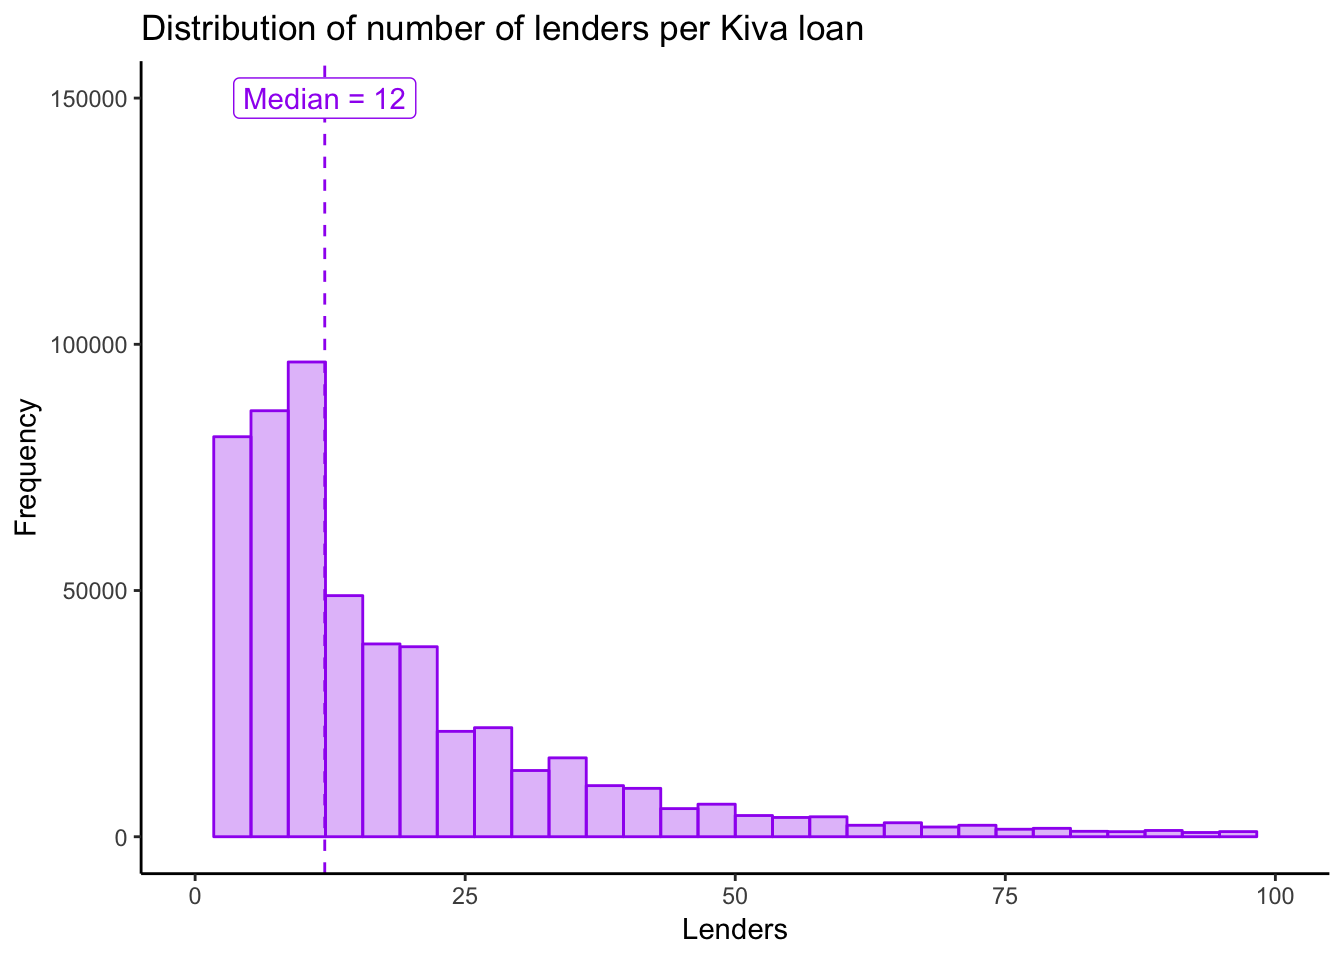 Distribution of number of lenders per Kiva loan
Median = 12
150000
100000
50000
0
Frequency
0 25 50 75 100
Lenders